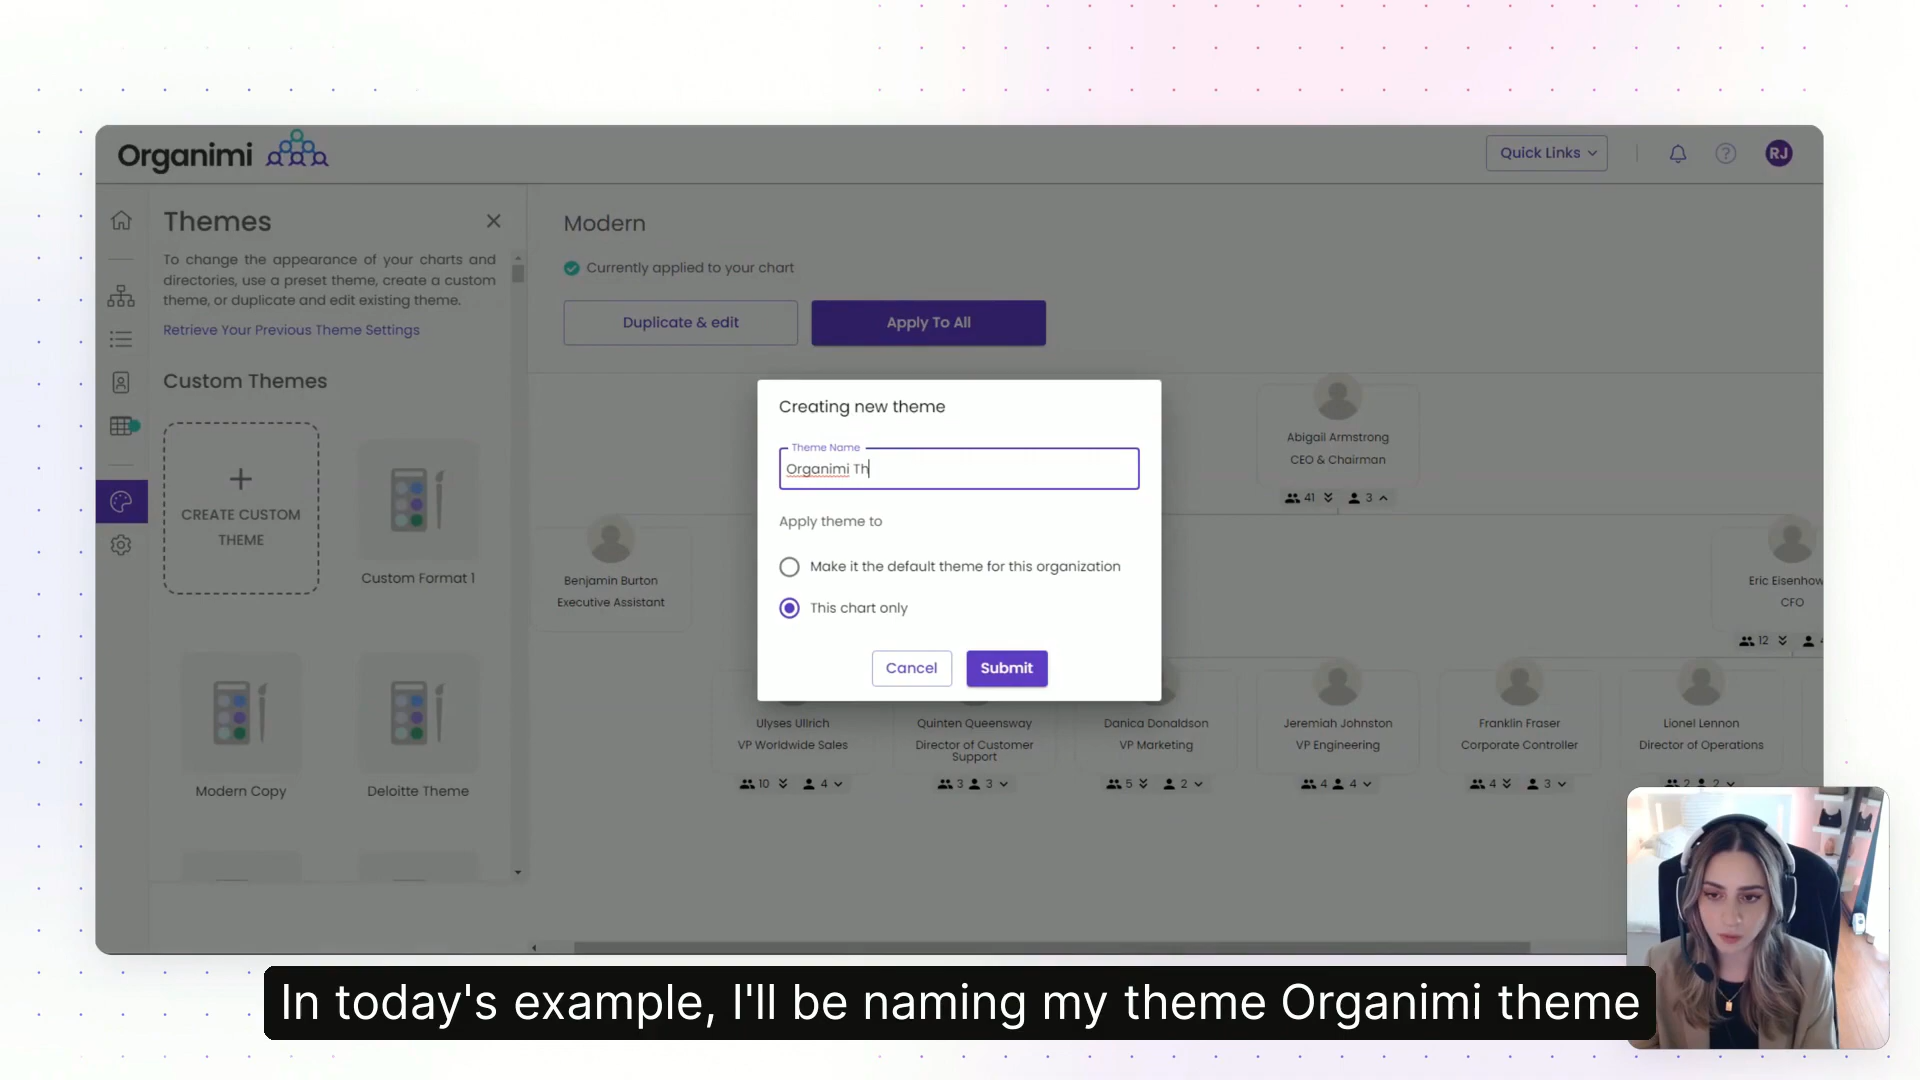 Organimi
Quick Links
RJ
Themes
To change the appearance of your charts and
directories, use a preset theme, create a custom
theme, or duplicate and edit existing theme.
Retrieve Your Previous Theme Settings
Custom Themes
CREATE CUSTOM
THEME
Custom Format 1
Modern Copy
Deloitte Theme
Modern
Currently applied to your chart
Duplicate & edit
Apply To All
Creating new theme
Theme Name
Organimi Th
Apply theme to
Make it the default theme for this organization
This chart only
Cancel
Submit
Abigail Armstrong
CEO & Chairman
41 3
Benjamin Burton
Executive Assistant
Eric Eisenhow
CFO
12
Ulyses Ullrich
VP Worldwide Sales
10 4
Quinten Queensway
Director of Customer
Support
3 3
Danica Donaldson
VP Marketing
5 2
Jeremiah Johnston
VP Engineering
4 4
Franklin Fraser
Corporate Controller
4 3
Lionel Lennon
Director of Operations
2 2
In today's example, I'll be naming my theme Organimi theme